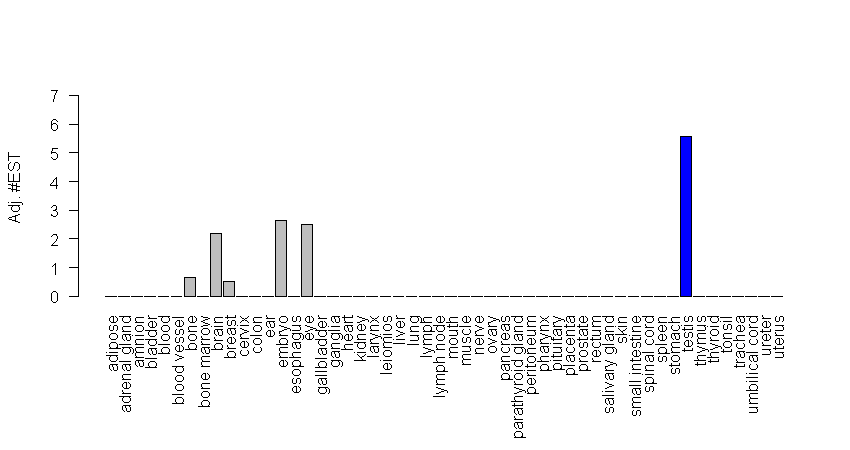 7
6
5
4
3
2
1
0
Adj. #EST
adipose
adrenal gland
amnion
bladder
blood
blood vessel
bone
bone marrow
brain
breast
cervix
colon
ear
embryo
esophagus
eye
gallbladder
ganglia
heart
kidney
larynx
leiomios
liver
lung
lymph
lymph node
mouth
muscle
nerve
ovary
pancreas
parathyroid gland
peritoneum
pharynx
pituitary
placenta
prostate
rectum
salivary gland
skin
small intestine
spinal cord
spleen
stomach
testis
thymus
thyroid
tonsil
trachea
umbilical cord
ureter
uterus